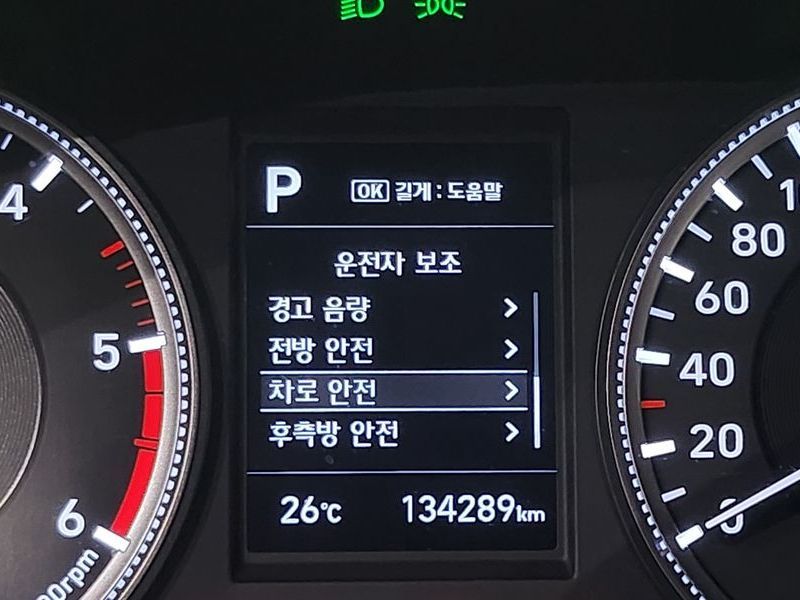 P OK 길게 : 도움말
운전자 보조
경고 음량
전방 안전
차로 안전
후측방 안전
26℃ 134289km
4
5
6
80
60
40
20
0